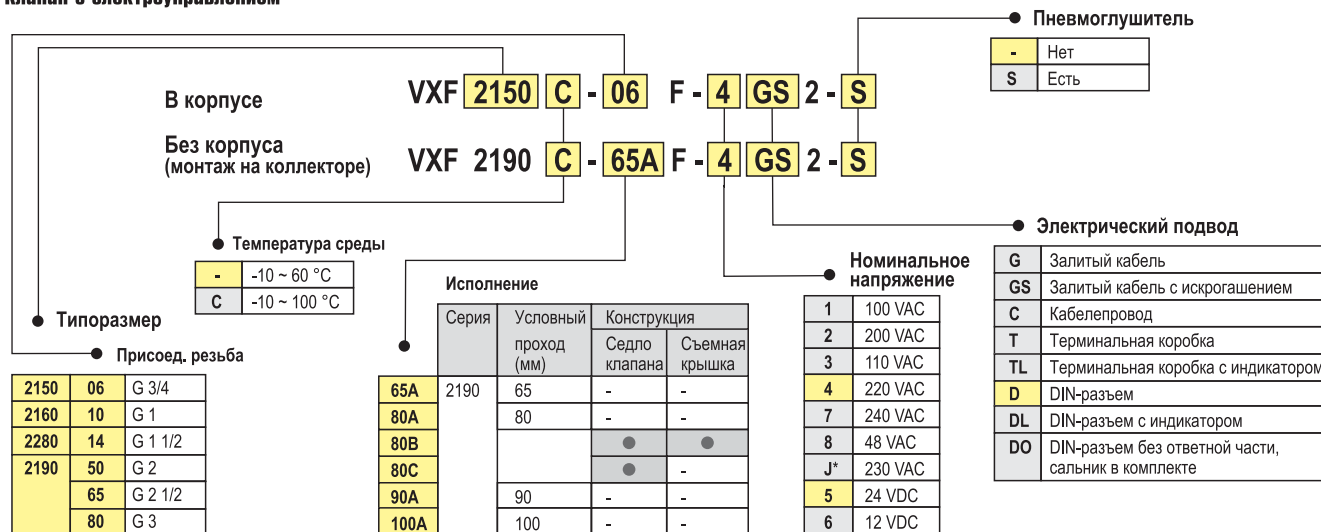 клапан с электроуправлением
Пневмоглушитель
- Нет
S Есть
В корпусе VXF 2150 C - 06 F - 4 GS 2 - S
Без корпуса
(монтаж на коллекторе) VXF 2190 C - 65A F - 4 GS 2 - S
Температура среды
- -10 ~ 60 °C
C -10 ~ 100 °C
Типоразмер
Присоед. резьба
2150 06 G 3/4
2160 10 G 1
2280 14 G 1 1/2
2190 50 G 2
65 G 2 1/2
80 G 3
Исполнение
Серия Условный проход (мм) Конструкция
Седло клапана Съемная крышка
65A 2190 65 - -
80A 80 - -
80B ● ●
80C ● -
90A 90 - -
100A 100 - -
Номинальное
напряжение
1 100 VAC
2 200 VAC
3 110 VAC
4 220 VAC
7 240 VAC
8 48 VAC
J* 230 VAC
5 24 VDC
6 12 VDC
Электрический подвод
G Залитый кабель
GS Залитый кабель с искрогашением
C Кабелепровод
T Терминальная коробка
TL Терминальная коробка с индикатором
D DIN-разъем
DL DIN-разъем с индикатором
DO DIN-разъем без ответной части,
сальник в комплекте